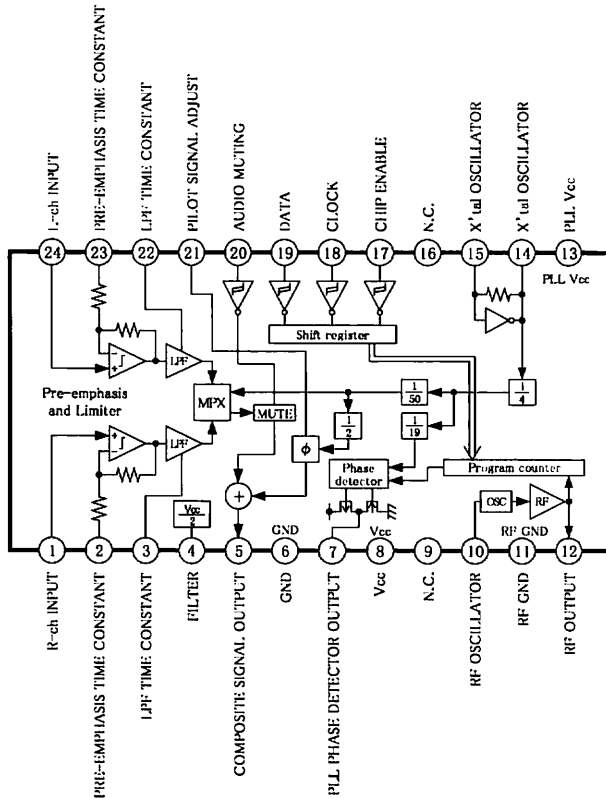 L-ch INPUT
PRE-EMPHASIS TIME CONSTANT
LPF TIME CONSTANT
PILOT SIGNAL ADJUST
AUDIO MUTING
DATA
CLOCK
CHIP ENABLE
N.C.
X'tal OSCILLATOR
X'tal OSCILLATOR
PLL Vcc
24
23
22
21
20
19
18
17
16
15
14
13
PLL Vcc
Shift register
LPF
Pre-emphasis
and Limiter
MPX
MUTE
1
50
1
4
1
2
1
19
LPF
φ
Phase
detector
Program counter
Vcc
2
OSC
RF
GND
Vcc
RF GND
1
2
3
4
5
6
7
8
9
10
11
12
R-ch INPUT
PRE-EMPHASIS TIME CONSTANT
LPF TIME CONSTANT
FILTER
COMPOSITE SIGNAL OUTPUT
GND
PLL PHASE DETECTOR OUTPUT
Vcc
N.C.
RF OSCILLATOR
RF GND
RF OUTPUT